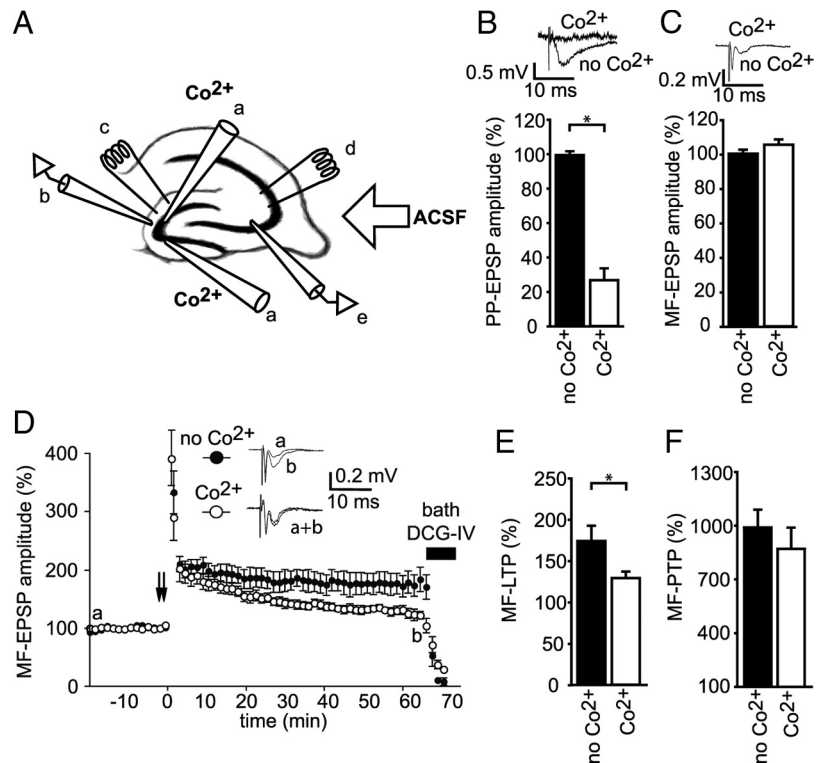 A
Co2+
a
c
d
b
ACSF
Co2+
a
e
B
Co2+
no Co2+
0.5 mV
10 ms
*
PP-EPSP amplitude (%)
120
100
80
60
40
20
0
no Co2+
Co2+
C
Co2+
no Co2+
0.2 mV
10 ms
MF-EPSP amplitude (%)
120
100
80
60
40
20
0
no Co2+
Co2+
D
MF-EPSP amplitude (%)
400
300
200
100
0
no Co2+
a
b
Co2+
a+b
0.2 mV
10 ms
bath
DCG-IV
a
b
-10 0 10 20 30 40 50 60 70
time (min)
E
MF-LTP (%)
250
200
150
100
50
0
*
no Co2+
Co2+
F
MF-PTP (%)
1300
1000
700
400
100
no Co2+
Co2+